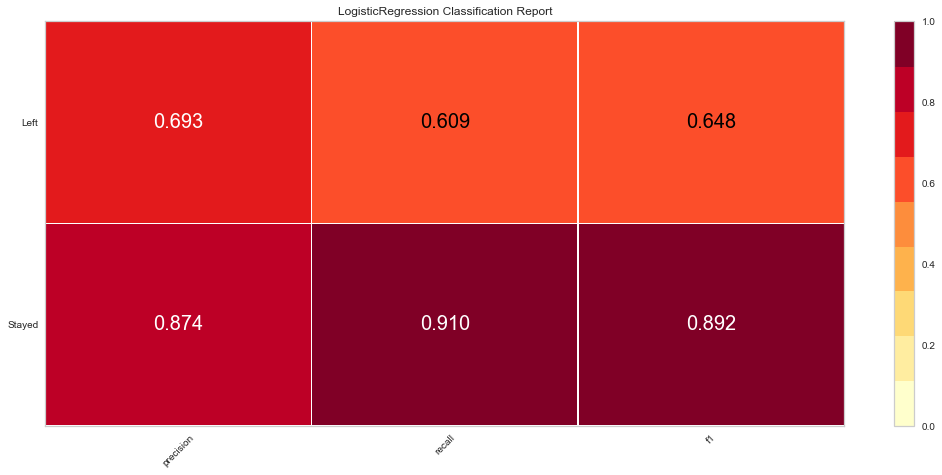 LogisticRegression Classification Report
Left 0.693 0.609 0.648
Stayed 0.874 0.910 0.892
precision recall f1
1.0
0.8
0.6
0.4
0.2
0.0